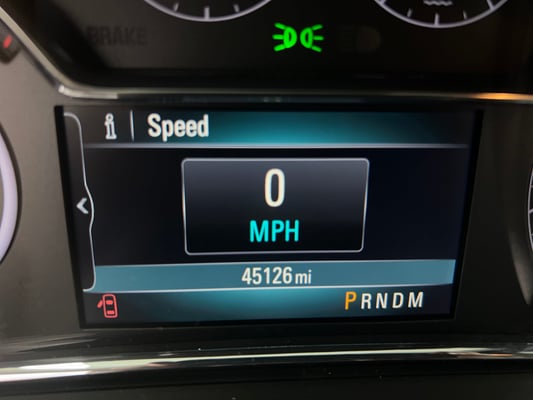 BRAKE
i Speed
0
MPH
45126 mi
PRNDM